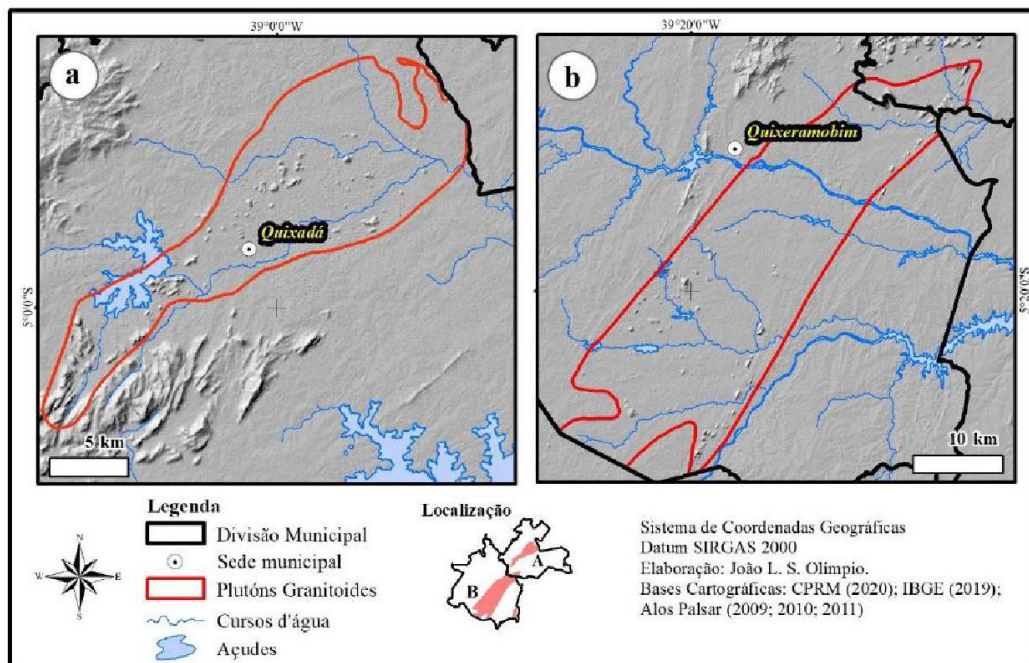 39°0'0"W
39°20'0"W
a
b
Quixadá
Quixeramobim
5°0'0"S
5°20'0"S
5 km
10 km
Legenda
Divisão Municipal
Sede municipal
Plutóns Granitoides
Cursos d'água
Açudes
N
W
E
S
Localização
A
B
Sistema de Coordenadas Geográficas
Datum SIRGAS 2000
Elaboração: João L. S. Olímpio.
Bases Cartográficas: CPRM (2020); IBGE (2019);
Alos Palsar (2009; 2010; 2011)